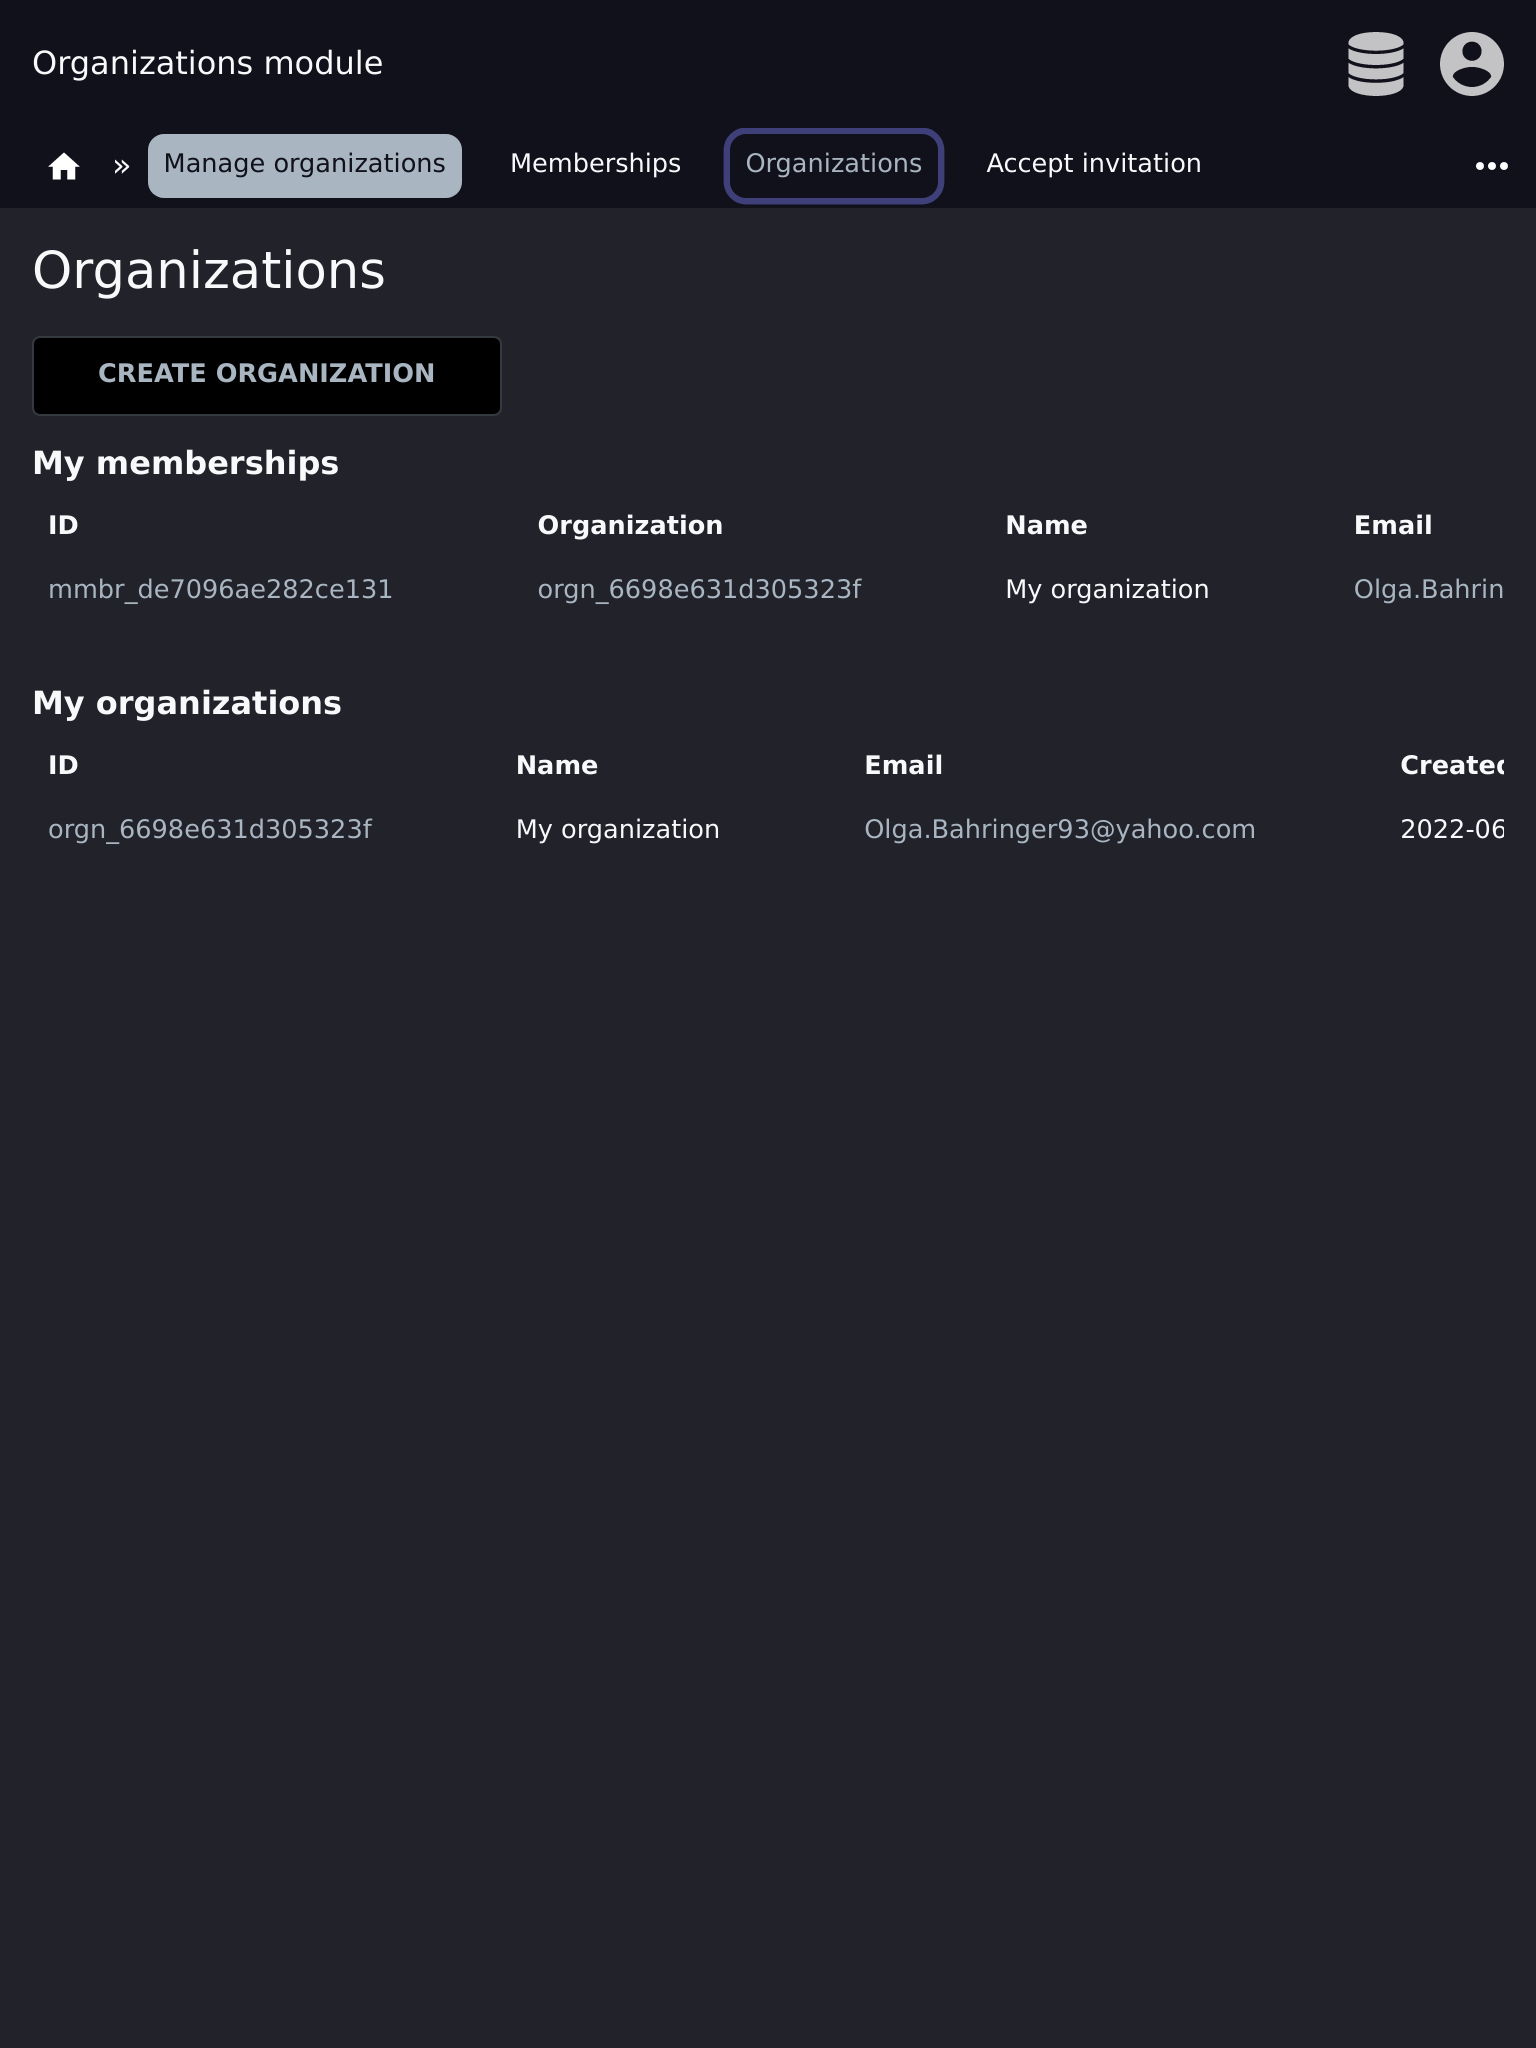 Organizations module
» Manage organizations Memberships Organizations Accept invitation
Organizations
CREATE ORGANIZATION
My memberships
ID Organization Name Email
mmbr_de7096ae282ce131 orgn_6698e631d305323f My organization Olga.Bahrin
My organizations
ID Name Email Created
orgn_6698e631d305323f My organization Olga.Bahringer93@yahoo.com 2022-06